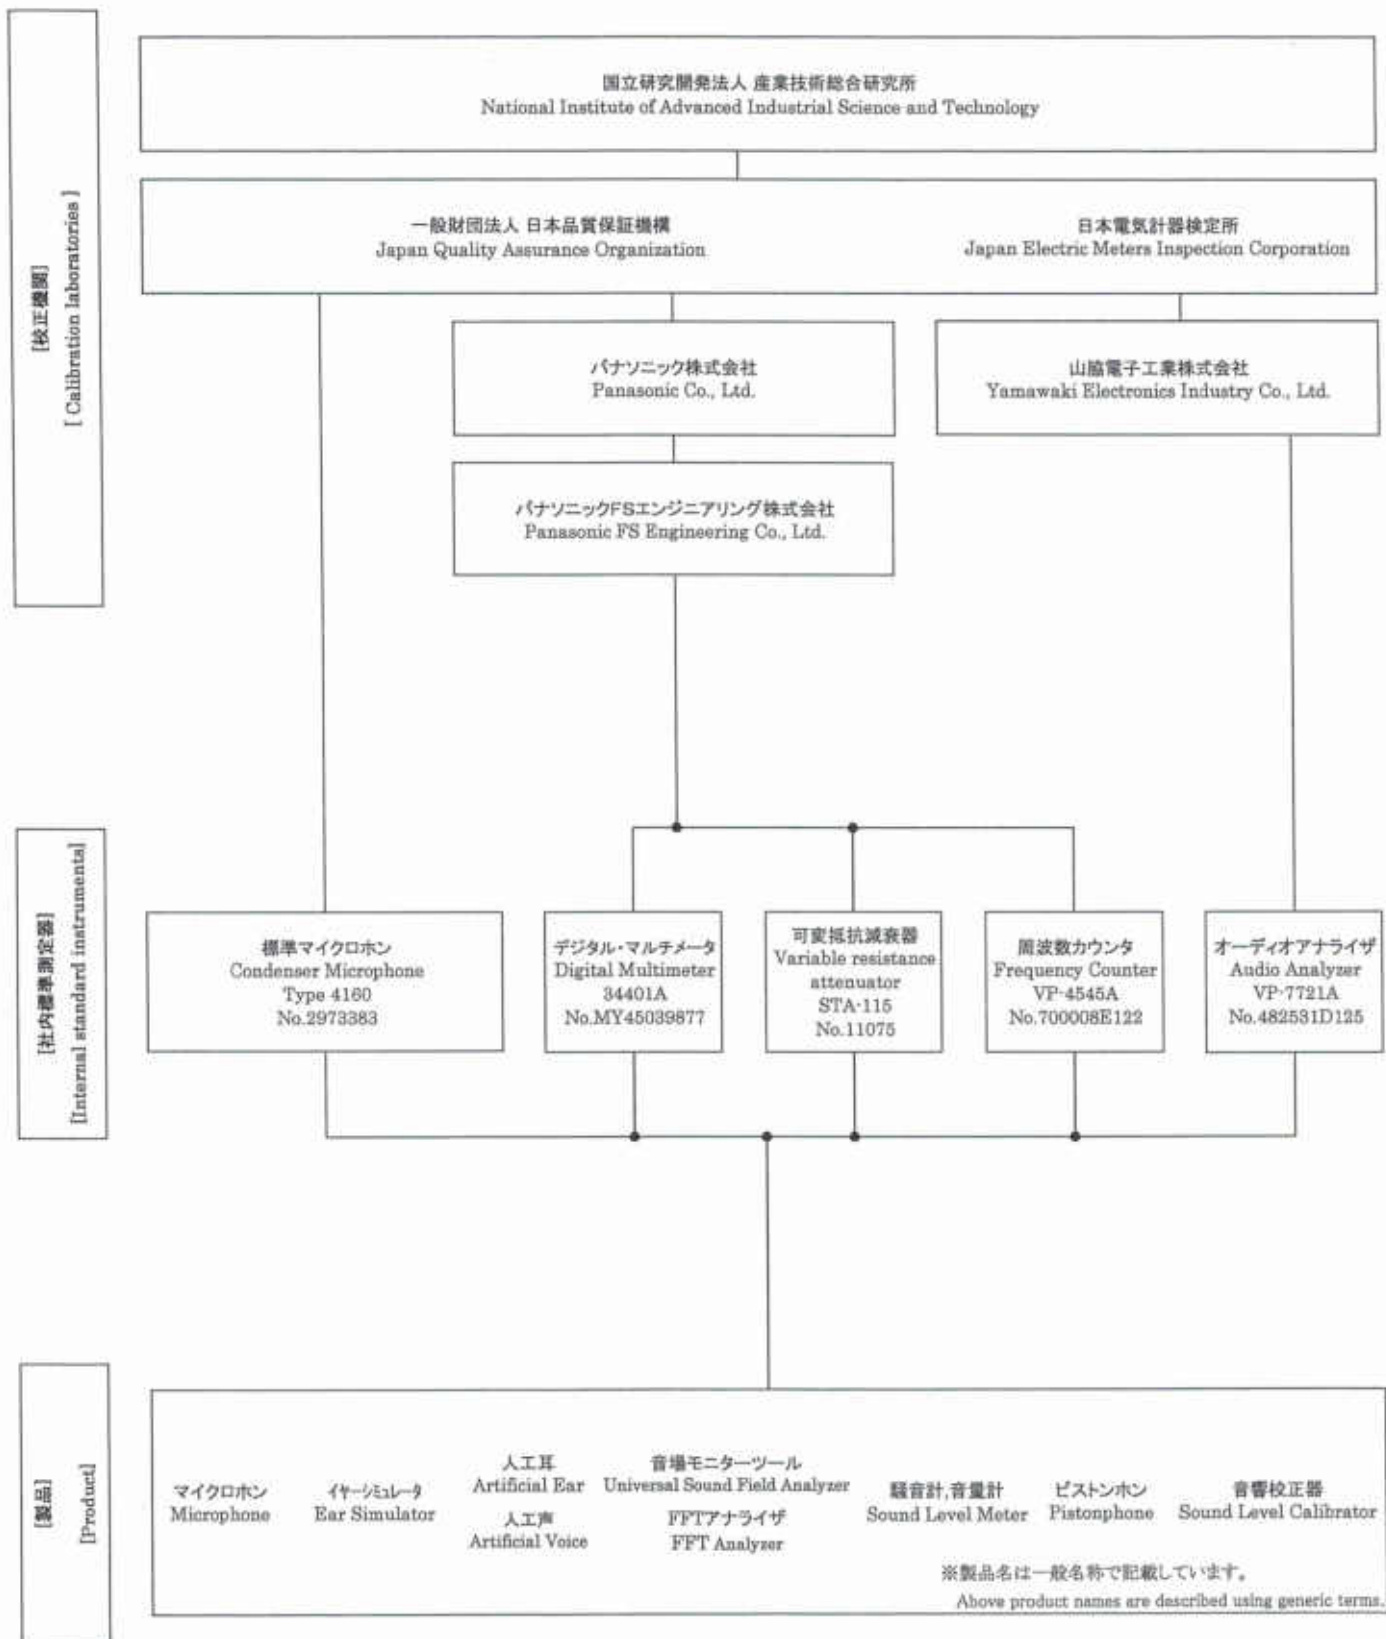 [校正機関]
[ Calibration laboratories ]
国立研究開発法人 産業技術総合研究所
National Institute of Advanced Industrial Science and Technology
一般財団法人 日本品質保証機構
Japan Quality Assurance Organization
日本電気計器検定所
Japan Electric Meters Inspection Corporation
パナソニック株式会社
Panasonic Co., Ltd.
山脇電子工業株式会社
Yamawaki Electronics Industry Co., Ltd.
パナソニックFSエンジニアリング株式会社
Panasonic FS Engineering Co., Ltd.
[社内標準測定器]
[Internal standard instruments]
標準マイクロホン
Condenser Microphone
Type 4160
No.2973383
デジタル・マルチメータ
Digital Multimeter
34401A
No.MY45039877
可変抵抗減衰器
Variable resistance
attenuator
STA-115
No.11075
周波数カウンタ
Frequency Counter
VP-4545A
No.700008E122
オーディオアナライザ
Audio Analyzer
VP-7721A
No.482531D125
[製品]
[Product]
マイクロホン
Microphone
イヤーシミュレータ
Ear Simulator
人工耳
Artificial Ear
人工声
Artificial Voice
音場モニターツール
Universal Sound Field Analyzer
FFTアナライザ
FFT Analyzer
騒音計,音量計
Sound Level Meter
ピストンホン
Pistonphone
音響校正器
Sound Level Calibrator
※製品名は一般名称で記載しています。
Above product names are described using generic terms.